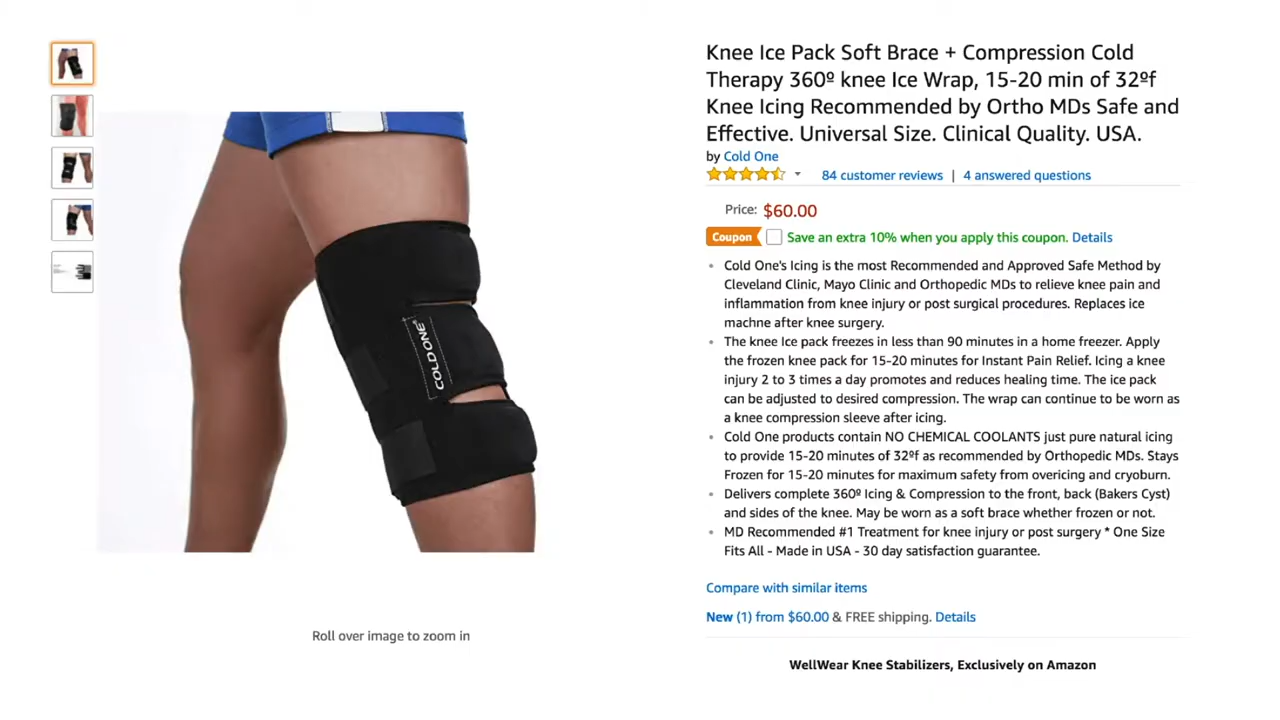 Knee Ice Pack Soft Brace + Compression Cold
Therapy 360º knee Ice Wrap, 15-20 min of 32ºf
Knee Icing Recommended by Ortho MDs Safe and
Effective. Universal Size. Clinical Quality. USA.
by Cold One
84 customer reviews | 4 answered questions
Price: $60.00
Coupon Save an extra 10% when you apply this coupon. Details
• Cold One's Icing is the most Recommended and Approved Safe Method by
Cleveland Clinic, Mayo Clinic and Orthopedic MDs to relieve knee pain and
inflammation from knee injury or post surgical procedures. Replaces ice
machne after knee surgery.
• The knee Ice pack freezes in less than 90 minutes in a home freezer. Apply
the frozen knee pack for 15-20 minutes for Instant Pain Relief. Icing a knee
injury 2 to 3 times a day promotes and reduces healing time. The ice pack
can be adjusted to desired compression. The wrap can continue to be worn as
a knee compression sleeve after icing.
• Cold One products contain NO CHEMICAL COOLANTS just pure natural icing
to provide 15-20 minutes of 32ºf as recommended by Orthopedic MDs. Stays
Frozen for 15-20 minutes for maximum safety from overicing and cryoburn.
• Delivers complete 360º Icing & Compression to the front, back (Bakers Cyst)
and sides of the knee. May be worn as a soft brace whether frozen or not.
• MD Recommended #1 Treatment for knee injury or post surgery * One Size
Fits All - Made in USA - 30 day satisfaction guarantee.
Compare with similar items
New (1) from $60.00 & FREE shipping. Details
WellWear Knee Stabilizers, Exclusively on Amazon
COLD ONE®
Roll over image to zoom in